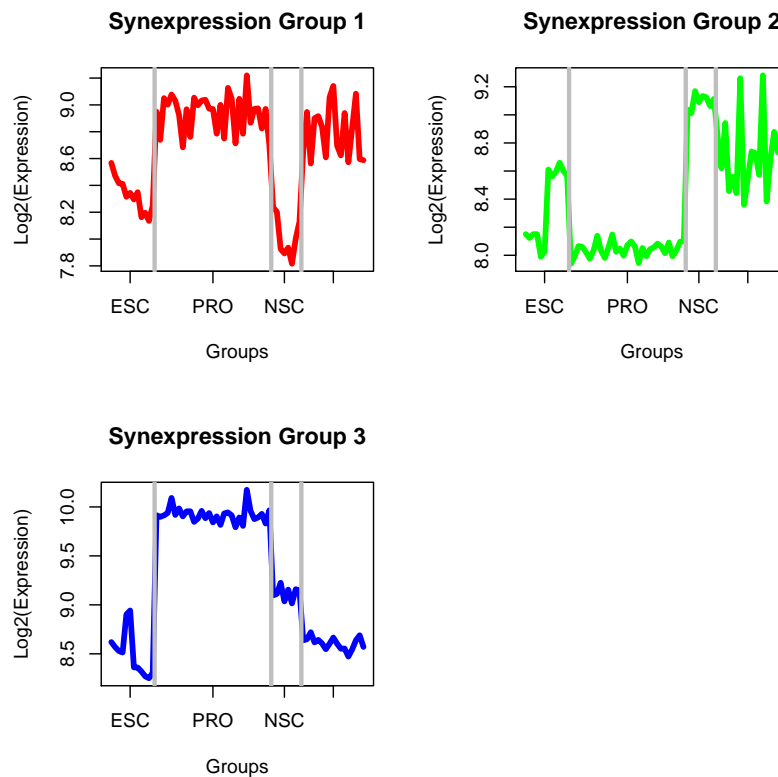 Synexpression Group 1
Log2(Expression)
9.0
8.6
8.2
7.8
ESC PRO NSC
Groups
Synexpression Group 2
Log2(Expression)
9.2
8.8
8.4
8.0
ESC PRO NSC
Groups
Synexpression Group 3
Log2(Expression)
10.0
9.5
9.0
8.5
ESC PRO NSC
Groups